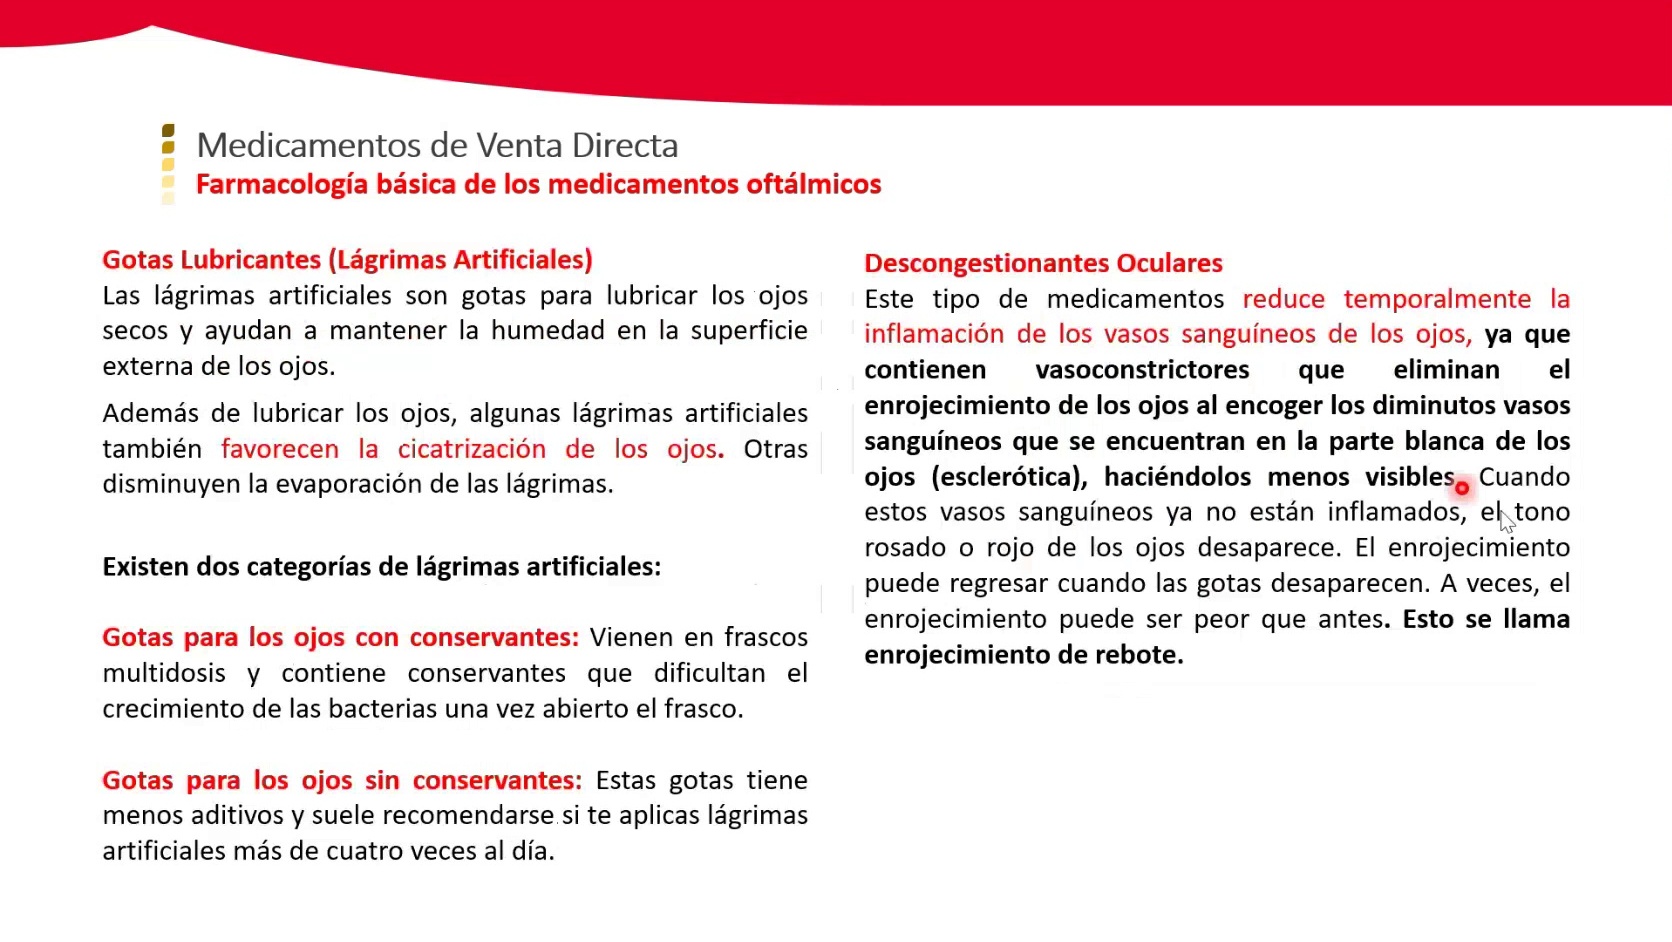 Medicamentos de Venta Directa
Farmacología básica de los medicamentos oftálmicos
Gotas Lubricantes (Lágrimas Artificiales)
Las lágrimas artificiales son gotas para lubricar los ojos
secos y ayudan a mantener la humedad en la superficie
externa de los ojos.
Además de lubricar los ojos, algunas lágrimas artificiales
también favorecen la cicatrización de los ojos. Otras
disminuyen la evaporación de las lágrimas.
Existen dos categorías de lágrimas artificiales:
Gotas para los ojos con conservantes: Vienen en frascos
multidosis y contiene conservantes que dificultan el
crecimiento de las bacterias una vez abierto el frasco.
Gotas para los ojos sin conservantes: Estas gotas tiene
menos aditivos y suele recomendarse si te aplicas lágrimas
artificiales más de cuatro veces al día.
Descongestionantes Oculares
Este tipo de medicamentos reduce temporalmente la
inflamación de los vasos sanguíneos de los ojos, ya que
contienen vasoconstrictores que eliminan el
enrojecimiento de los ojos al encoger los diminutos vasos
sanguíneos que se encuentran en la parte blanca de los
ojos (esclerótica), haciéndolos menos visibles. Cuando
estos vasos sanguíneos ya no están inflamados, el tono
rosado o rojo de los ojos desaparece. El enrojecimiento
puede regresar cuando las gotas desaparecen. A veces, el
enrojecimiento puede ser peor que antes. Esto se llama
enrojecimiento de rebote.